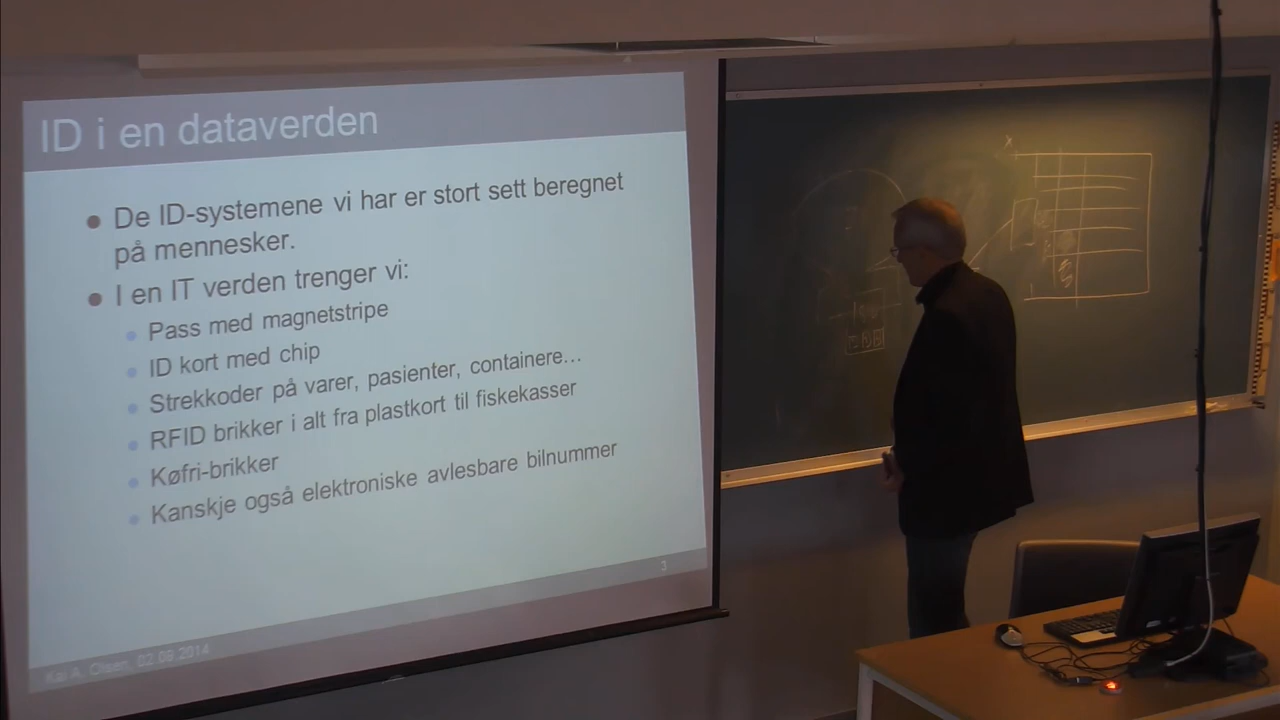 ID i en dataverden
De ID-systemene vi har er stort sett beregnet
på mennesker.
I en IT verden trenger vi:
Pass med magnetstripe
ID kort med chip
Strekkoder på varer, pasienter, containere...
RFID brikker i alt fra plastkort til fiskekasser
Køfri-brikker
Kanskje også elektroniske avlesbare bilnummer
3
Kai A. Olsen, 02.09.2014
X